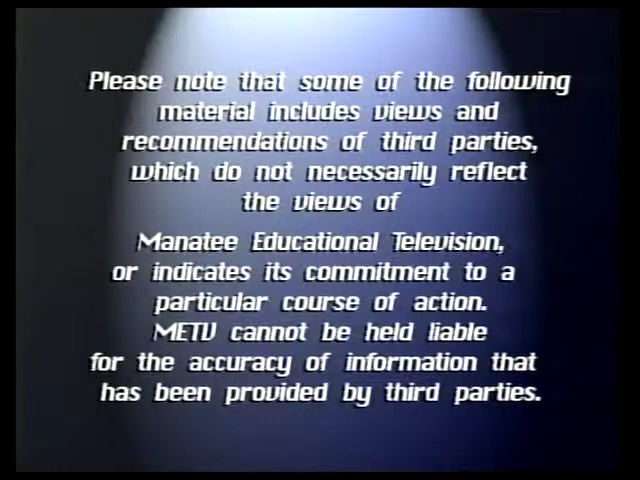 Please note that some of the following
material includes views and
recommendations of third parties,
which do not necessarily reflect
the views of
Manatee Educational Television,
or indicates its commitment to a
particular course of action.
METV cannot be held liable
for the accuracy of information that
has been provided by third parties.